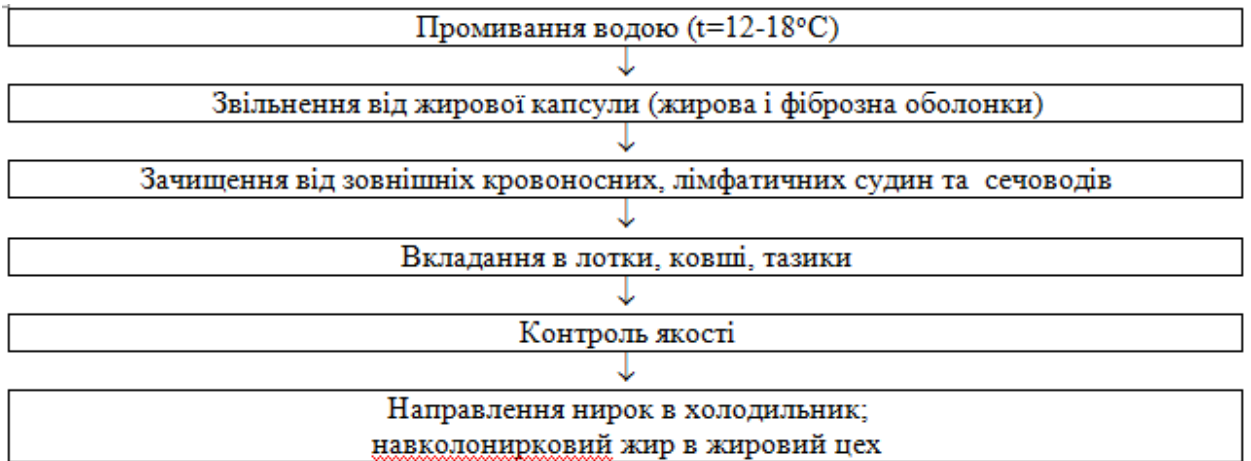 Промивання водою (t=12-18°С)
Звільнення від жирової капсули (жирова і фіброзна оболонки)
Зачищення від зовнішніх кровоносних, лімфатичних судин та  сечоводів
Вкладання в лотки, ковші, тазики
Контроль якості
Направлення нирок в холодильник;
навколонирковий жир в жировий цех